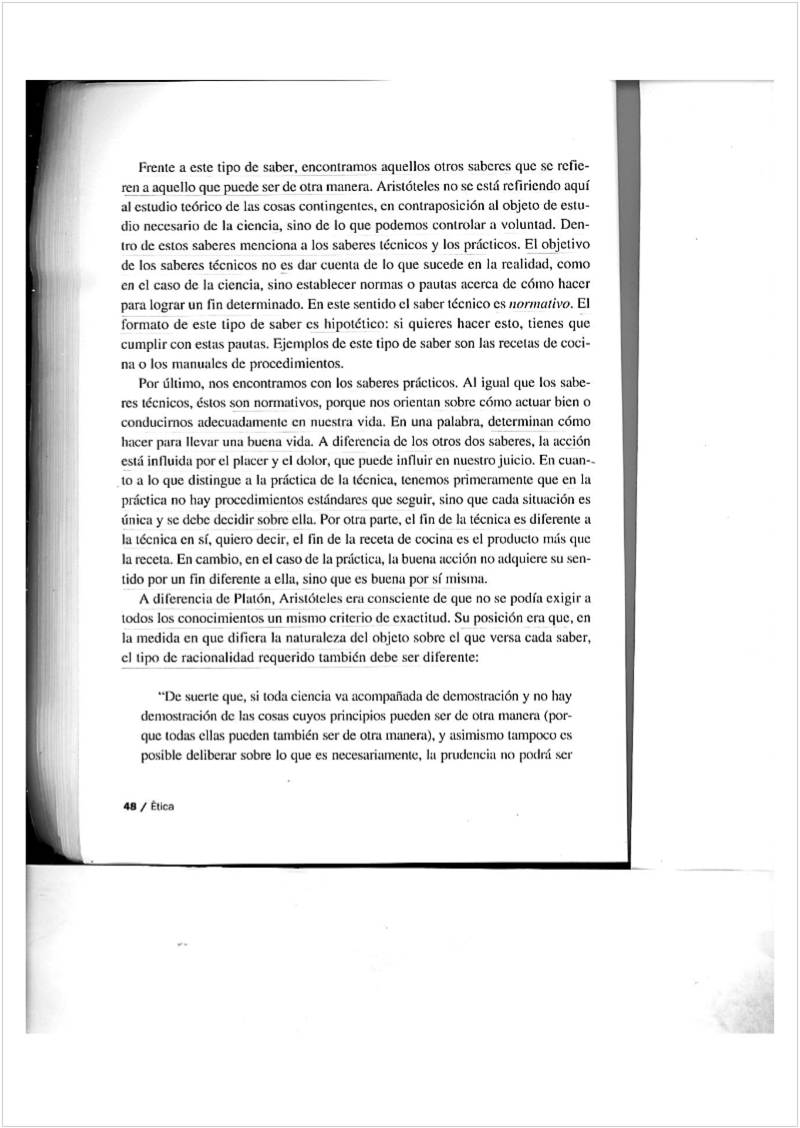 Frente a este tipo de saber, encontramos aquellos otros saberes que se refie-
ren a aquello que puede ser de otra manera. Aristóteles no se está refiriendo aquí
al estudio teórico de las cosas contingentes, en contraposición al objeto de estu-
dio necesario de la ciencia, sino de lo que podemos controlar a voluntad. Den-
tro de estos saberes menciona a los saberes técnicos y los prácticos. El objetivo
de los saberes técnicos no es dar cuenta de lo que sucede en la realidad, como
en el caso de la ciencia, sino establecer normas o pautas acerca de cómo hacer
para lograr un fin determinado. En este sentido el saber técnico es normativo. El
formato de este tipo de saber es hipotético: si quieres hacer esto, tienes que
cumplir con estas pautas. Ejemplos de este tipo de saber son las recetas de coci-
na o los manuales de procedimientos.
Por último, nos encontramos con los saberes prácticos. Al igual que los sabe-
res técnicos, éstos son normativos, porque nos orientan sobre cómo actuar bien o
conducirnos adecuadamente en nuestra vida. En una palabra, determinan cómo
hacer para llevar una buena vida. A diferencia de los otros dos saberes, la acción
está influida por el placer y el dolor, que puede influir en nuestro juicio. En cuan-
to a lo que distingue a la práctica de la técnica, tenemos primeramente que en la
práctica no hay procedimientos estándares que seguir, sino que cada situación es
única y se debe decidir sobre ella. Por otra parte, el fin de la técnica es diferente a
la técnica en sí, quiero decir, el fin de la receta de cocina es el producto más que
la receta. En cambio, en el caso de la práctica, la buena acción no adquiere su sen-
tido por un fin diferente a ella, sino que es buena por sí misma.
A diferencia de Platón, Aristóteles era consciente de que no se podía exigir a
todos los conocimientos un mismo criterio de exactitud. Su posición era que, en
la medida en que difiera la naturaleza del objeto sobre el que versa cada saber,
el tipo de racionalidad requerido también debe ser diferente:
“De suerte que, si toda ciencia va acompañada de demostración y no hay
demostración de las cosas cuyos principios pueden ser de otra manera (por-
que todas ellas pueden también ser de otra manera), y asimismo tampoco es
posible deliberar sobre lo que es necesariamente, la prudencia no podrá ser
48 / Ética